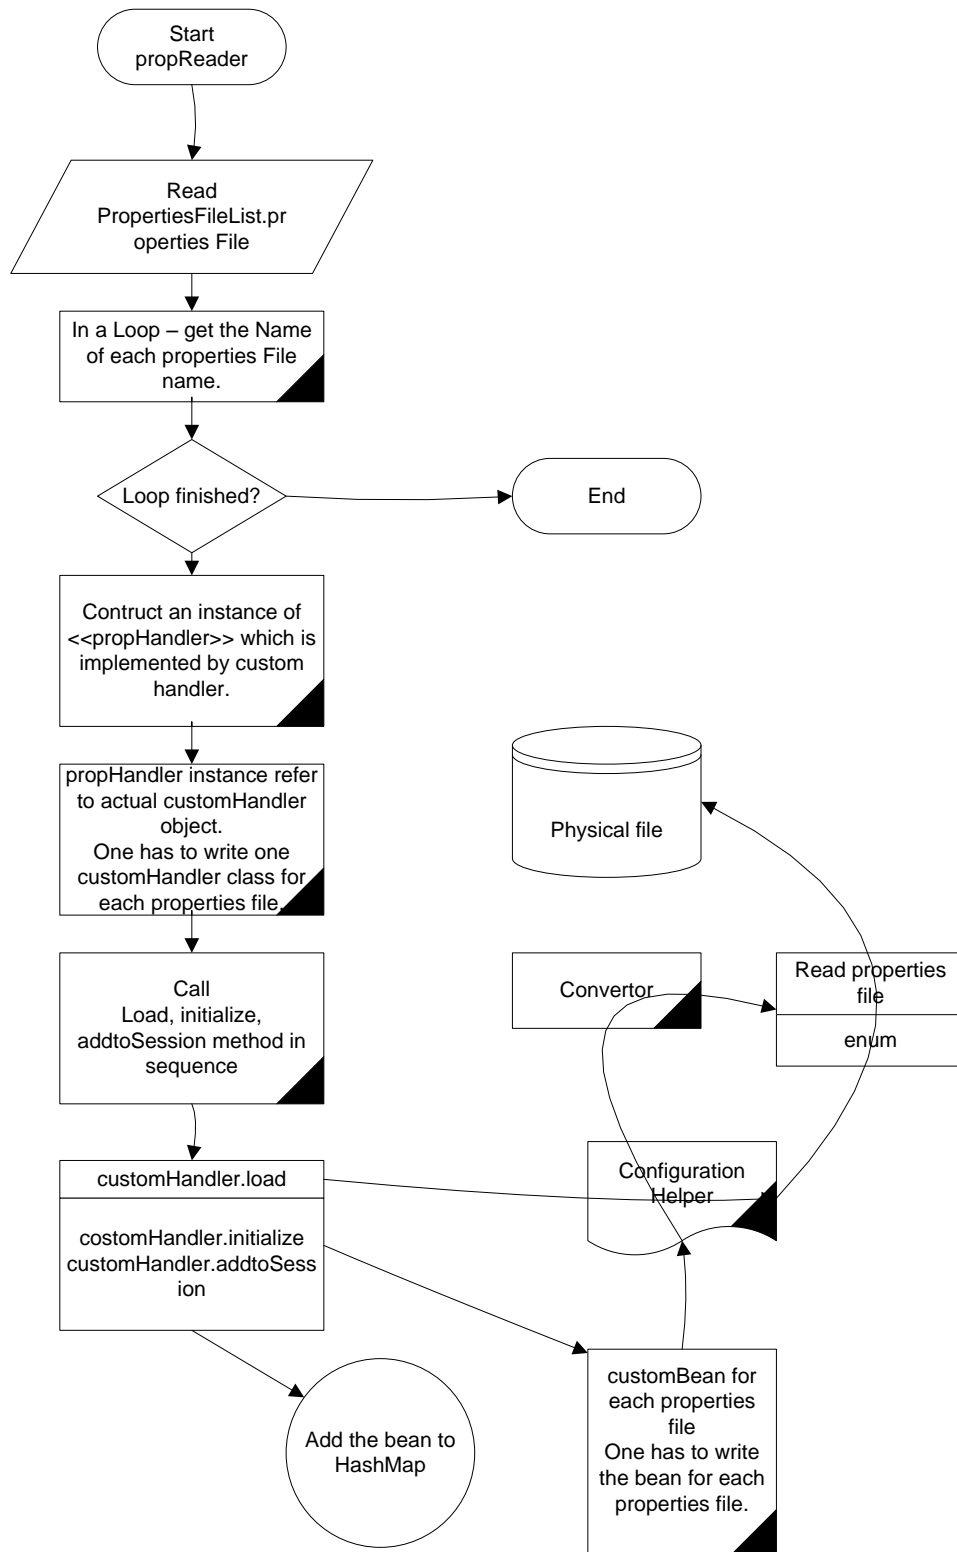 Start
propReader
Read
PropertiesFileList.pr
operties File
In a Loop – get the Name
of each properties File
name.
Loop finished?
End
Contruct an instance of
<<propHandler>> which is
implemented by custom
handler.
propHandler instance refer
to actual customHandler
object.
One has to write one
customHandler class for
each properties file.
Physical file
Call
Load, initialize,
addtoSession method in
sequence
Convertor
Read properties
file
enum
customHandler.load
costomHandler.initialize
customHandler.addtoSess
ion
Configuration
Helper
Add the bean to
HashMap
customBean for
each properties
file
One has to write
the bean for each
properties file.